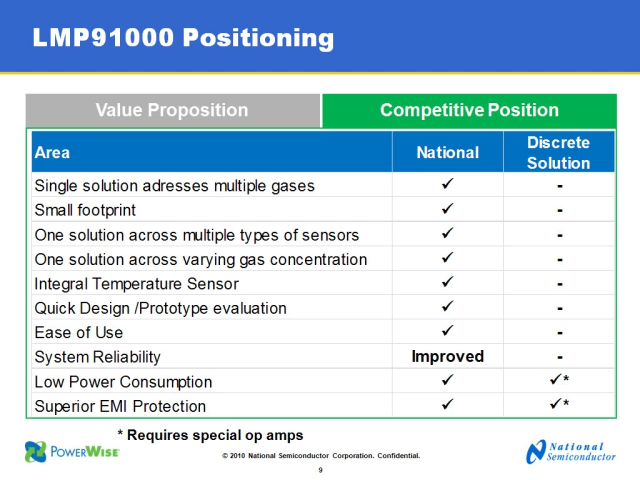 LMP91000 Positioning
Value Proposition
Competitive Position
Area National Discrete Solution
Single solution adresses multiple gases ✓ -
Small footprint ✓ -
One solution across multiple types of sensors ✓ -
One solution across varying gas concentration ✓ -
Integral Temperature Sensor ✓ -
Quick Design /Prototype evaluation ✓ -
Ease of Use ✓ -
System Reliability Improved -
Low Power Consumption ✓ ✓*
Superior EMI Protection ✓ ✓*
* Requires special op amps
POWERWISE®
© 2010 National Semiconductor Corporation. Confidential.
National
Semiconductor
9